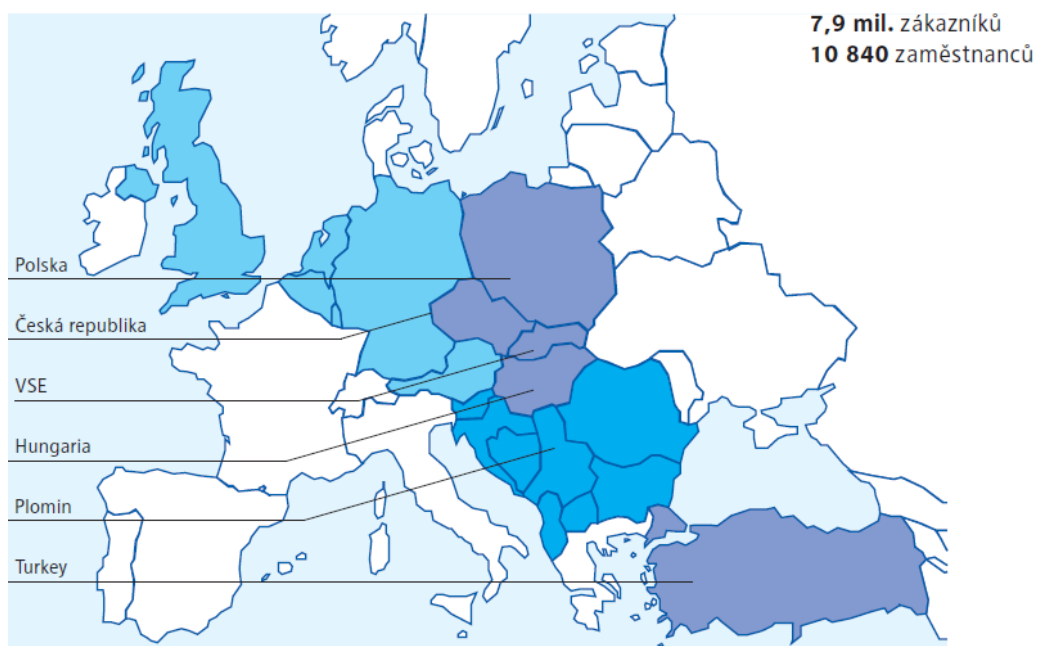 7,9 mil. zákazníků
10 840 zaměstnanců
Polska
Česká republika
VSE
Hungaria
Plomin
Turkey